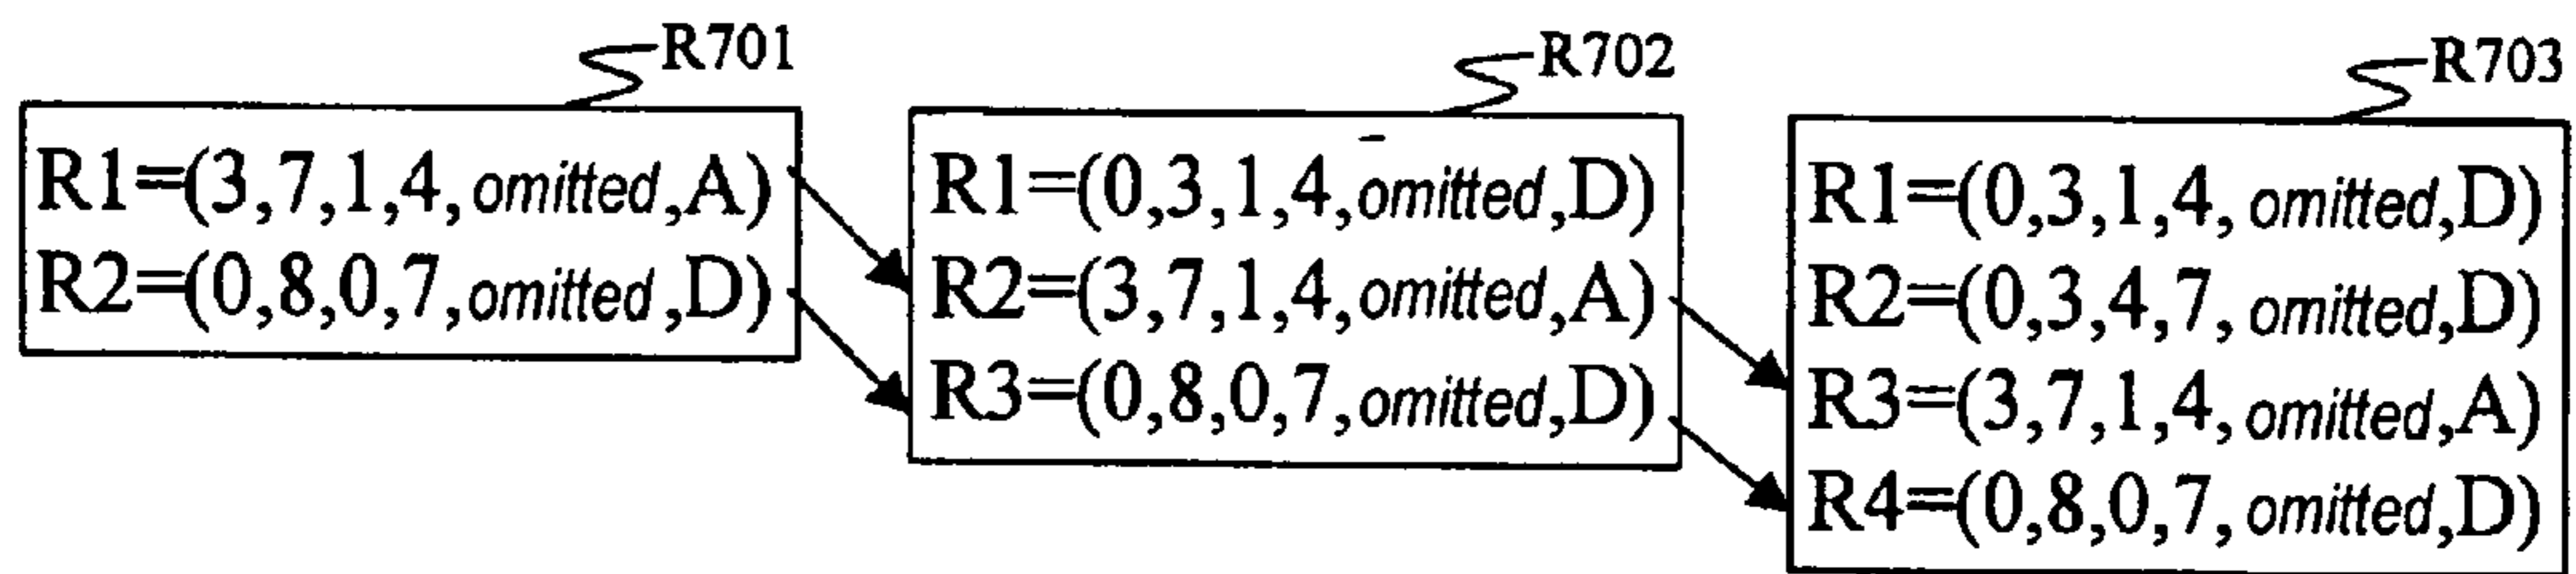 R701
R1=(3,7,1,4,omitted,A)
R2=(0,8,0,7,omitted,D)
R702
R1=(0,3,1,4,omitted,D)
R2=(3,7,1,4,omitted,A)
R3=(0,8,0,7,omitted,D)
R703
R1=(0,3,1,4, omitted,D)
R2=(0,3,4,7, omitted,D)
R3=(3,7,1,4, omitted,A)
R4=(0,8,0,7, omitted,D)